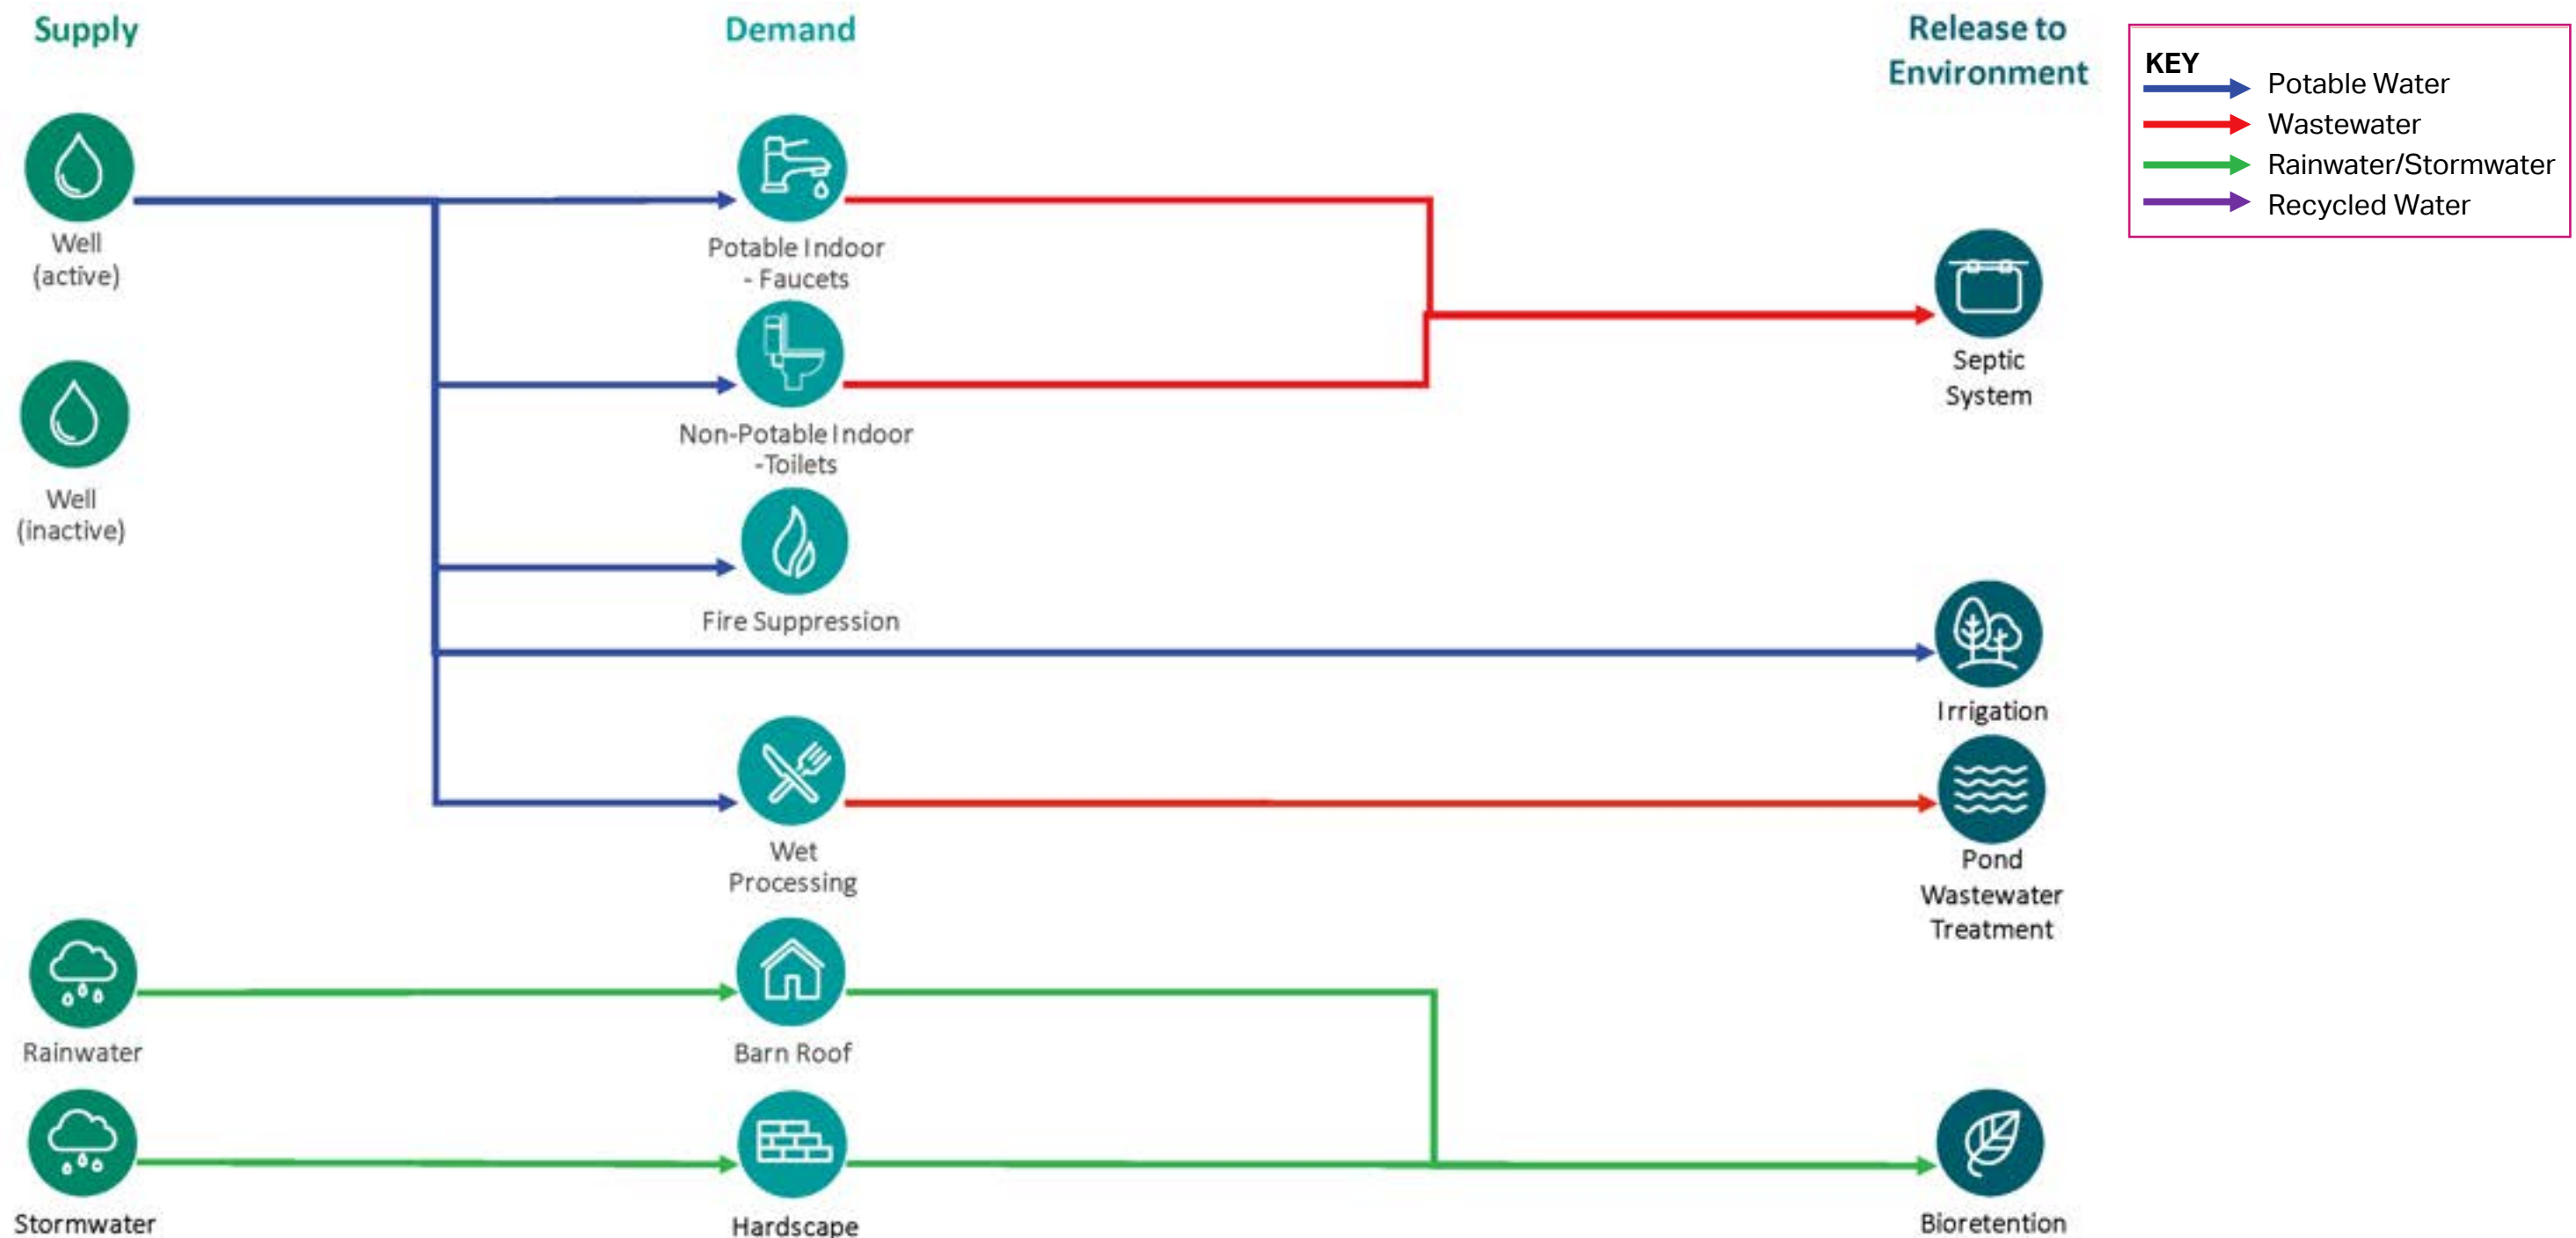 Supply
Demand
Release to
Environment
KEY
Potable Water
Wastewater
Rainwater/Stormwater
Recycled Water
Well
(active)
Potable Indoor
- Faucets
Septic
System
Non-Potable Indoor
-Toilets
Well
(inactive)
Fire Suppression
Irrigation
Wet
Processing
Pond
Wastewater
Treatment
Rainwater
Barn Roof
Stormwater
Hardscape
Bioretention